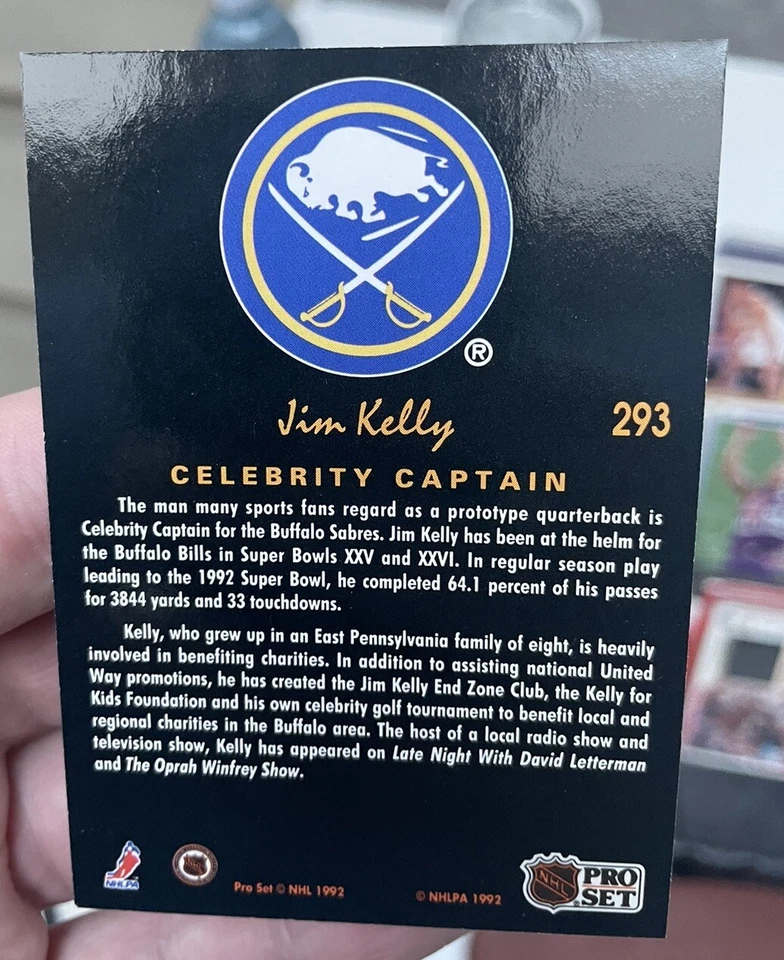 ®
Jim Kelly
293
CELEBRITY CAPTAIN
The man many sports fans regard as a prototype quarterback is
Celebrity Captain for the Buffalo Sabres. Jim Kelly has been at the helm for
the Buffalo Bills in Super Bowls XXV and XXVI. In regular season play
leading to the 1992 Super Bowl, he completed 64.1 percent of his passes
for 3844 yards and 33 touchdowns.
Kelly, who grew up in an East Pennsylvania family of eight, is heavily
involved in benefiting charities. In addition to assisting national United
Way promotions, he has created the Jim Kelly End Zone Club, the Kelly for
Kids Foundation and his own celebrity golf tournament to benefit local and
regional charities in the Buffalo area. The host of a local radio show and
television show, Kelly has appeared on Late Night With David Letterman
and The Oprah Winfrey Show.
NHLPA
Pro Set © NHL 1992
© NHLPA 1992
NHL
PRO
SET